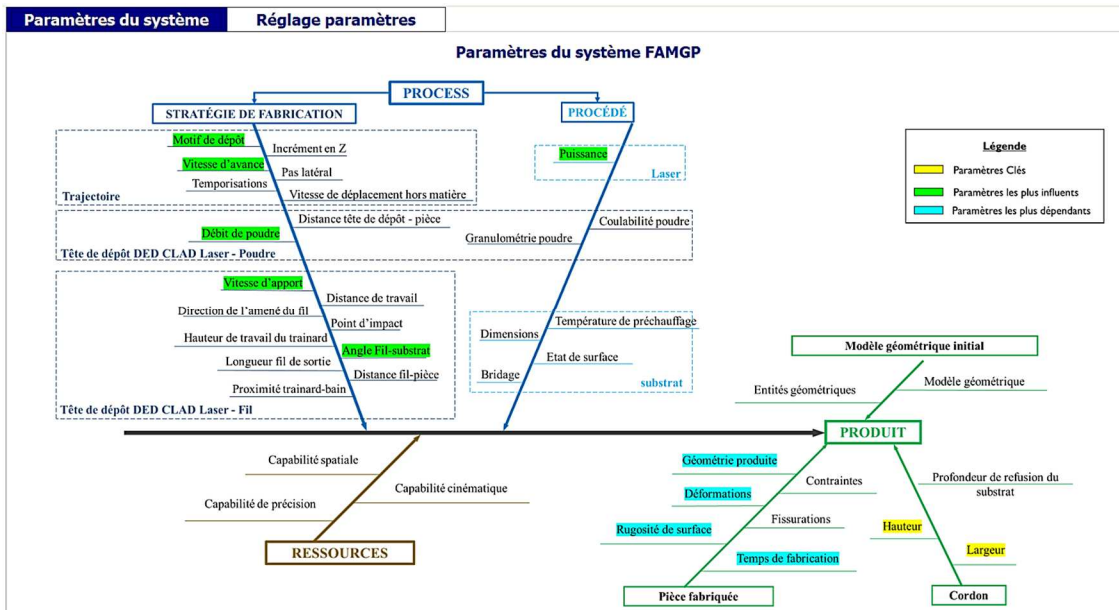 Paramètres du système
Réglage paramètres
Paramètres du système FAMGP
PROCESS
STRATÉGIE DE FABRICATION
PROCÉDÉ
Motif de dépôt
Incrément en Z
Vitesse d'avance
Pas latéral
Temporisations
Vitesse de déplacement hors matière
Trajectoire
Puissance
Laser
Légende
Paramètres Clés
Paramètres les plus influents
Paramètres les plus dépendants
Distance tête de dépôt - pièce
Débit de poudre
Tête de dépôt DED CLAD Laser - Poudre
Coulabilité poudre
Granulométrie poudre
Vitesse d'apport
Distance de travail
Direction de l'amené du fil
Point d'impact
Hauteur de travail du trainard
Angle Fil-substrat
Longueur fil de sortie
Distance fil-pièce
Proximité trainard-bain
Tête de dépôt DED CLAD Laser - Fil
Température de préchauffage
Dimensions
Etat de surface
Bridage
substrat
Modèle géométrique initial
Modèle géométrique
Entités géométriques
PRODUIT
Capabilité spatiale
Capabilité cinématique
Capabilité de précision
RESSOURCES
Géométrie produite
Contraintes
Déformations
Fissurations
Rugosité de surface
Temps de fabrication
Pièce fabriquée
Profondeur de refusion du
substrat
Hauteur
Largeur
Cordon